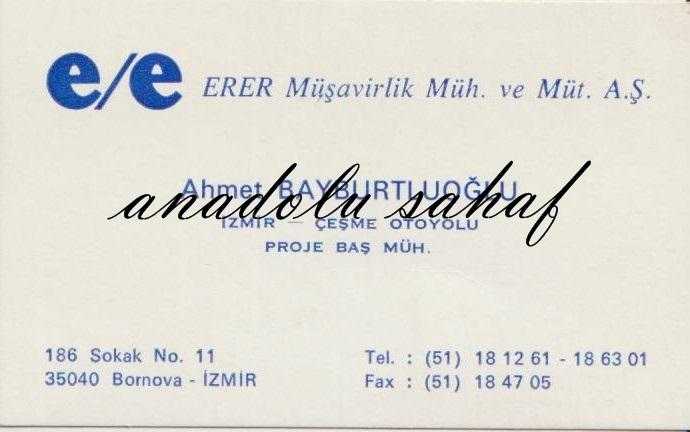 e/e ERER Müşavirlik Müh. ve Müt. A.Ş.
Ahmet BAYBURTLUOĞLU
anadolu sahaf
İZMİR – ÇEŞME OTOYOLU
PROJE BAŞ MÜH.
186 Sokak No. 11
35040 Bornova - İZMİR
Tel. : (51) 18 12 61 - 18 63 01
Fax : (51) 18 47 05